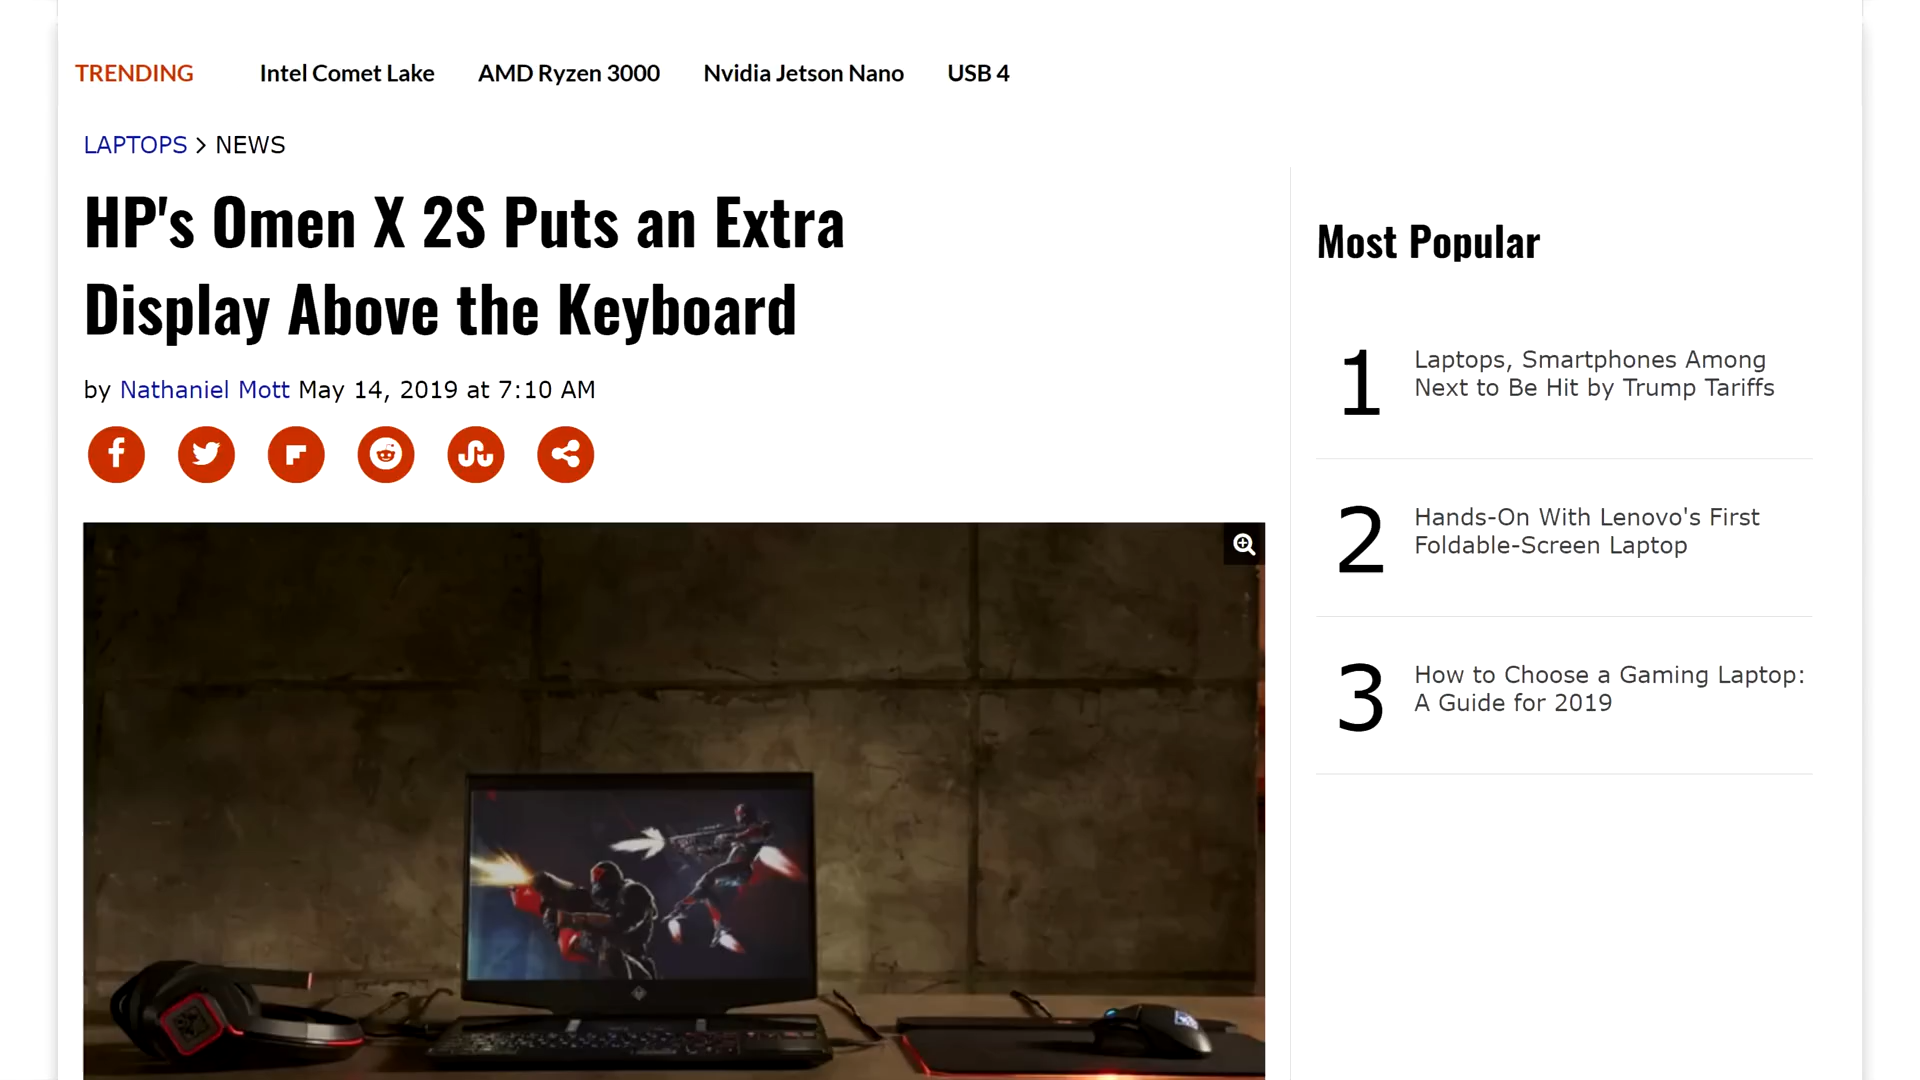 TRENDING Intel Comet Lake AMD Ryzen 3000 Nvidia Jetson Nano USB 4
LAPTOPS > NEWS
HP's Omen X 2S Puts an Extra
Display Above the Keyboard
by Nathaniel Mott May 14, 2019 at 7:10 AM
Most Popular
1 Laptops, Smartphones Among
Next to Be Hit by Trump Tariffs
2 Hands-On With Lenovo's First
Foldable-Screen Laptop
3 How to Choose a Gaming Laptop:
A Guide for 2019